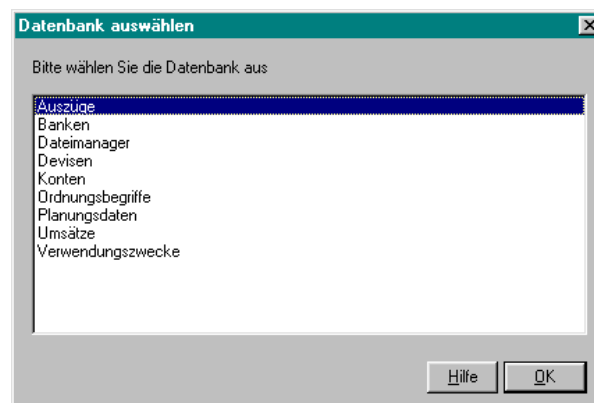 Datenbank auswählen
Bitte wählen Sie die Datenbank aus
Auszüge
Banken
Dateimanager
Devisen
Konten
Ordnungsbegriffe
Planungsdaten
Umsätze
Verwendungszwecke
Hilfe OK